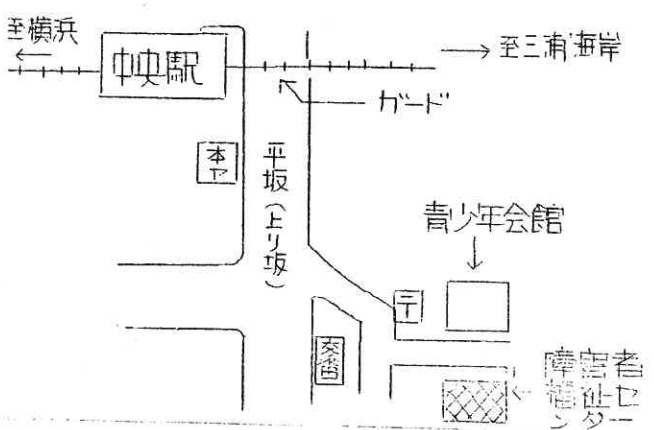 至横浜
中央駅
至三浦海岸
ガード
本ヤ
平坂(上り坂)
青少年会館
交番
障害者
福祉セ
ンター